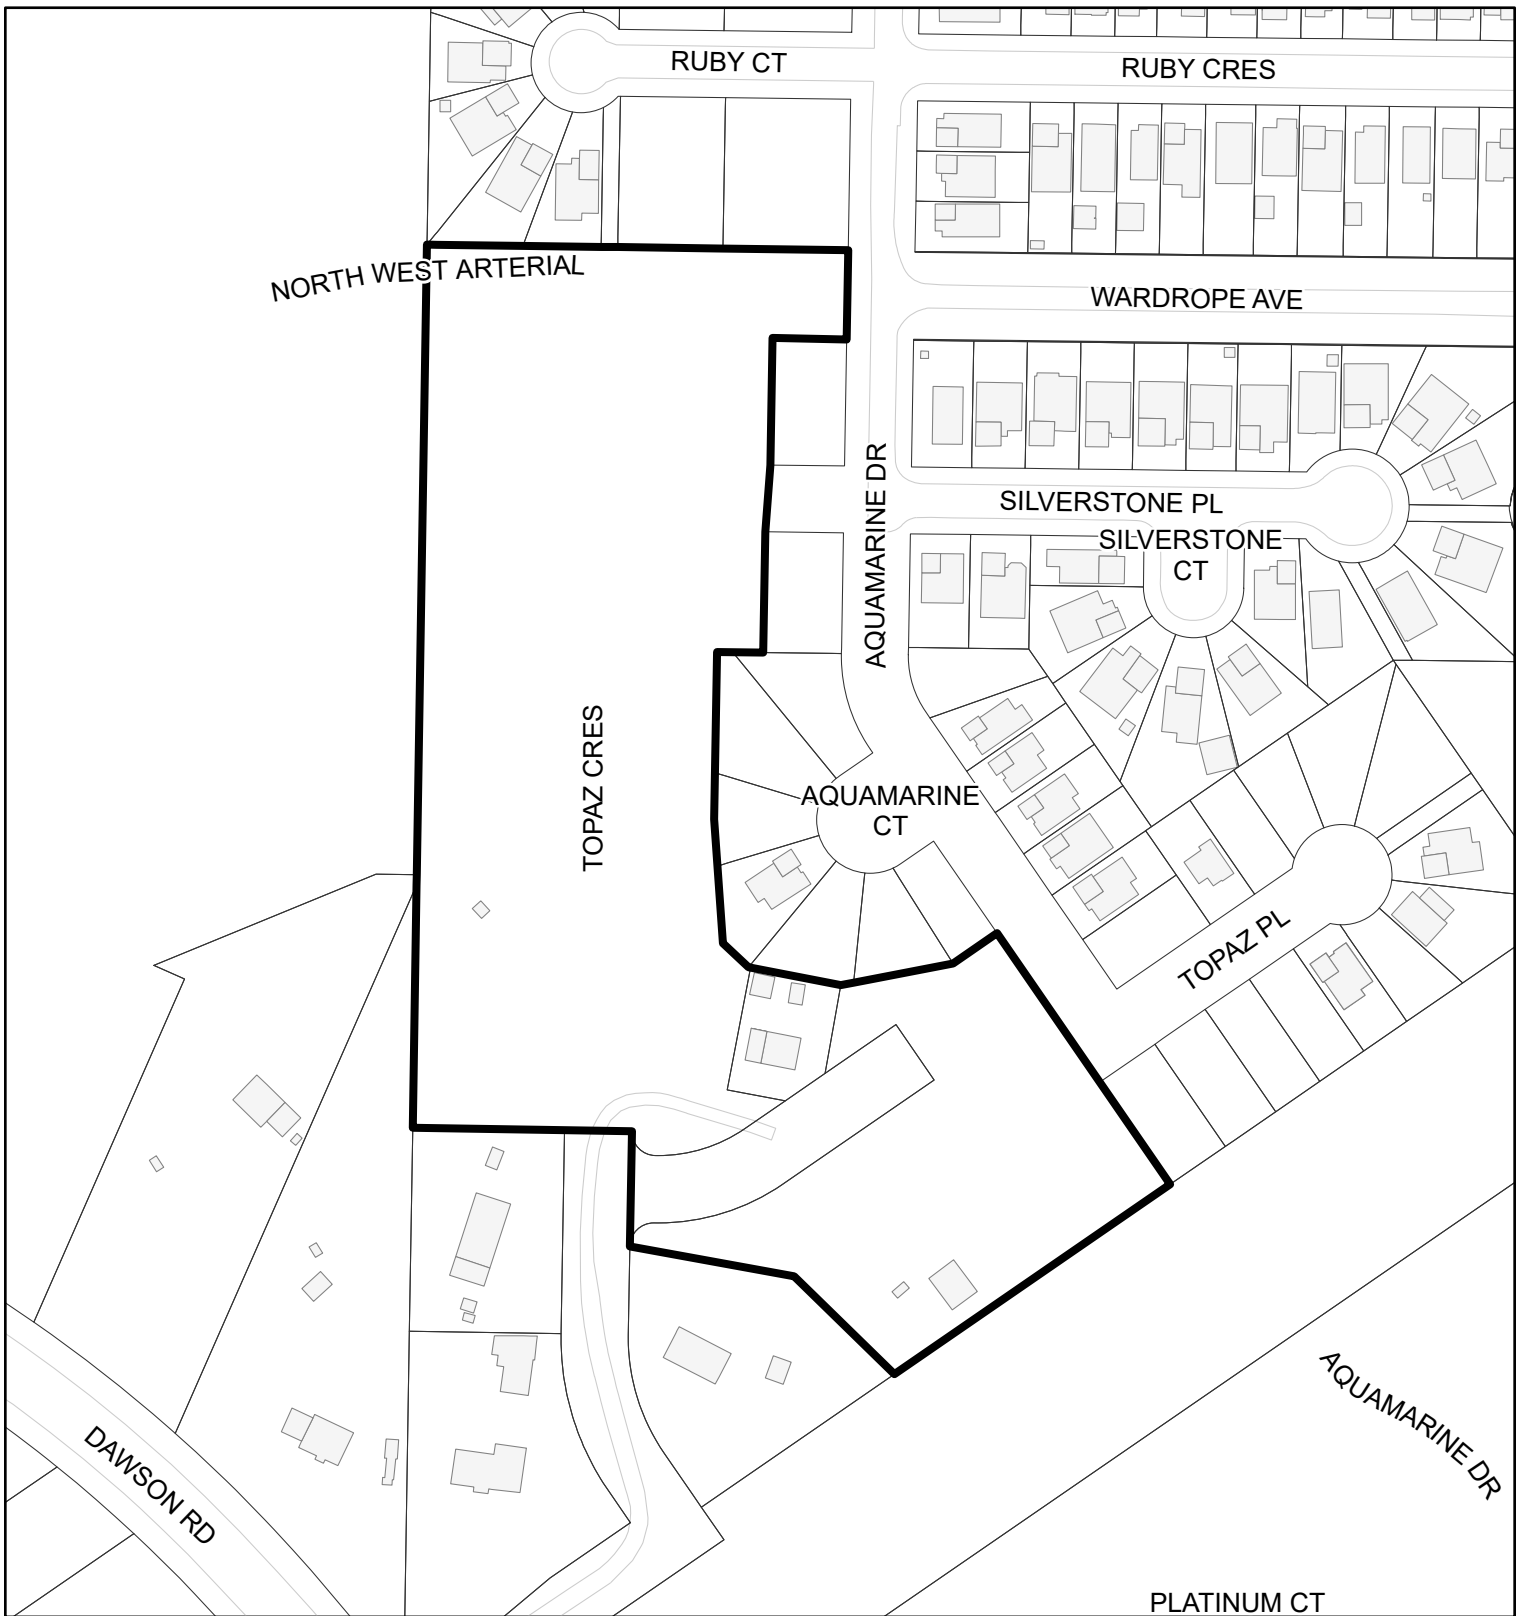 RUBY CT
RUBY CRES
NORTH WEST ARTERIAL
WARDROPE AVE
AQUAMARINE DR
SILVERSTONE PL
SILVERSTONE
CT
TOPAZ CRES
AQUAMARINE
CT
TOPAZ PL
AQUAMARINE DR
DAWSON RD
PLATINUM CT